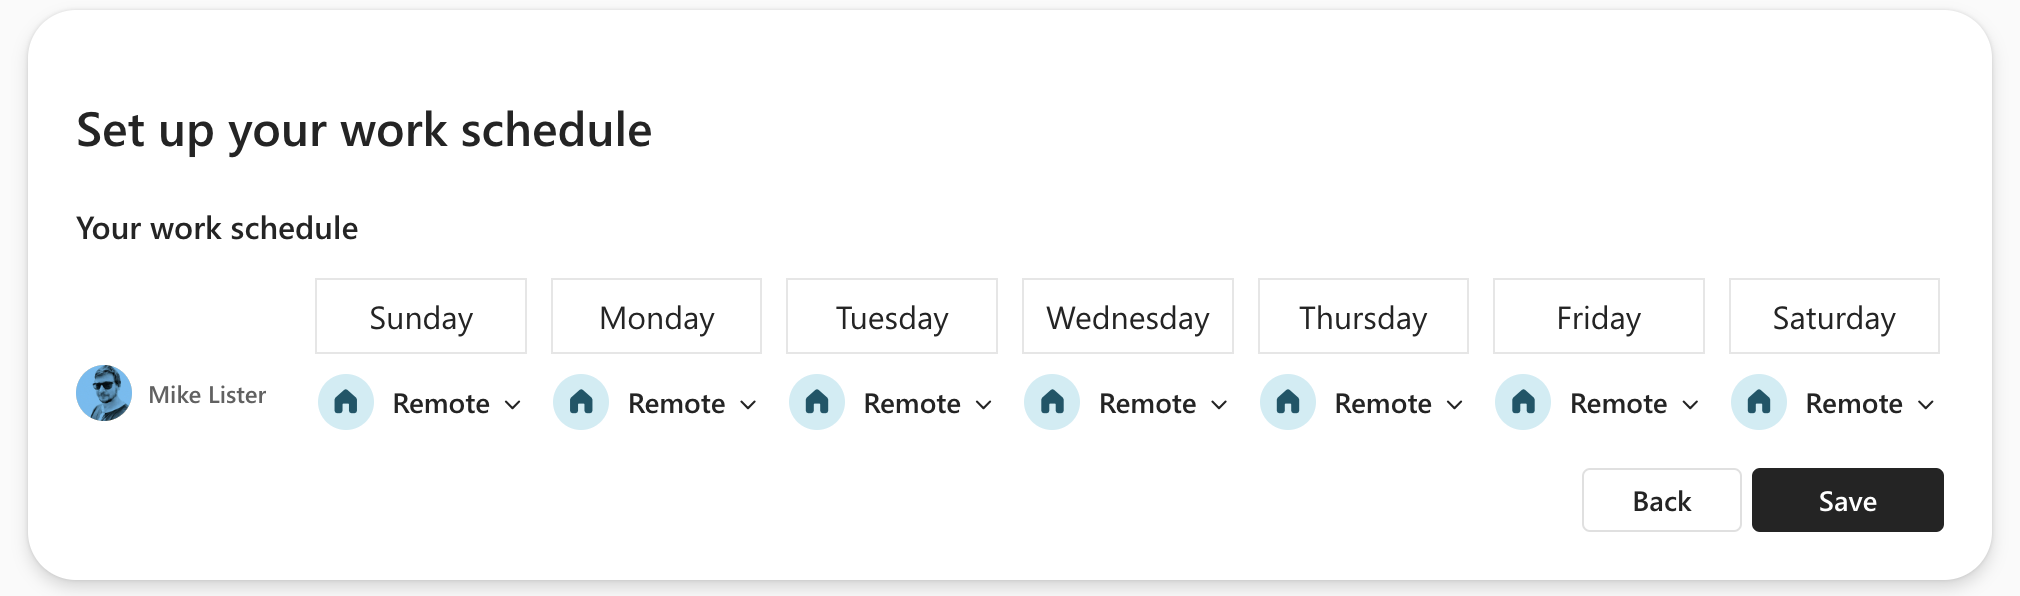 Set up your work schedule
Your work schedule
Sunday Monday Tuesday Wednesday Thursday Friday Saturday
Mike Lister Remote Remote Remote Remote Remote Remote Remote
Back Save